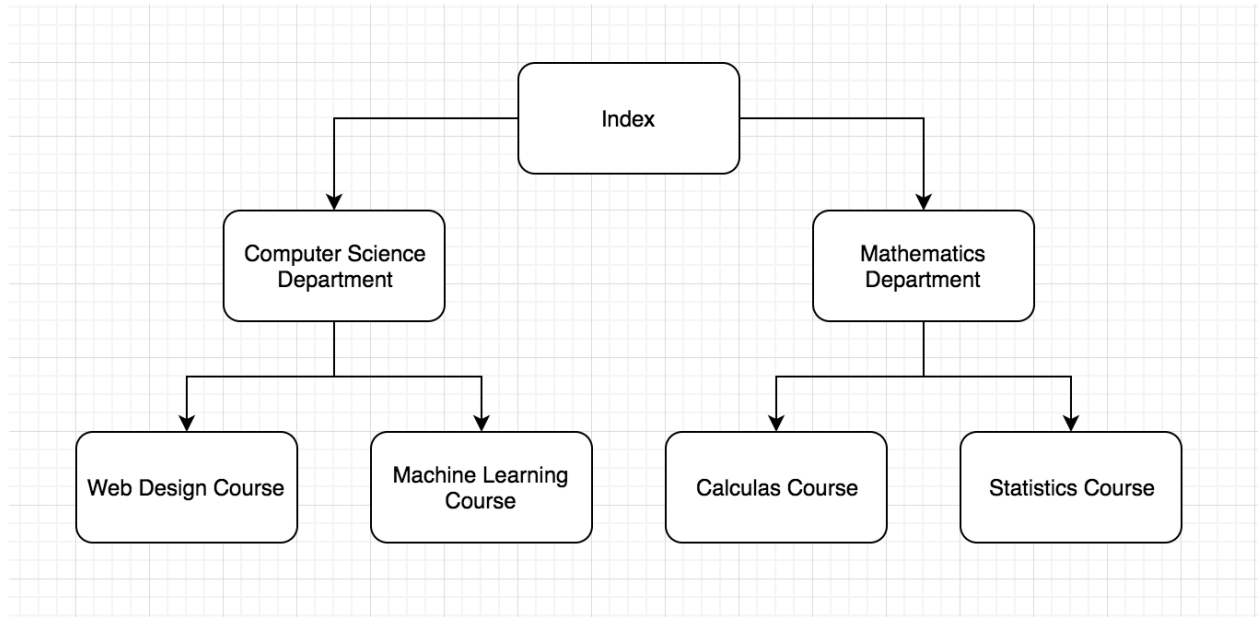 Index
Computer Science
Department
Mathematics
Department
Web Design Course
Machine Learning
Course
Calculas Course
Statistics Course